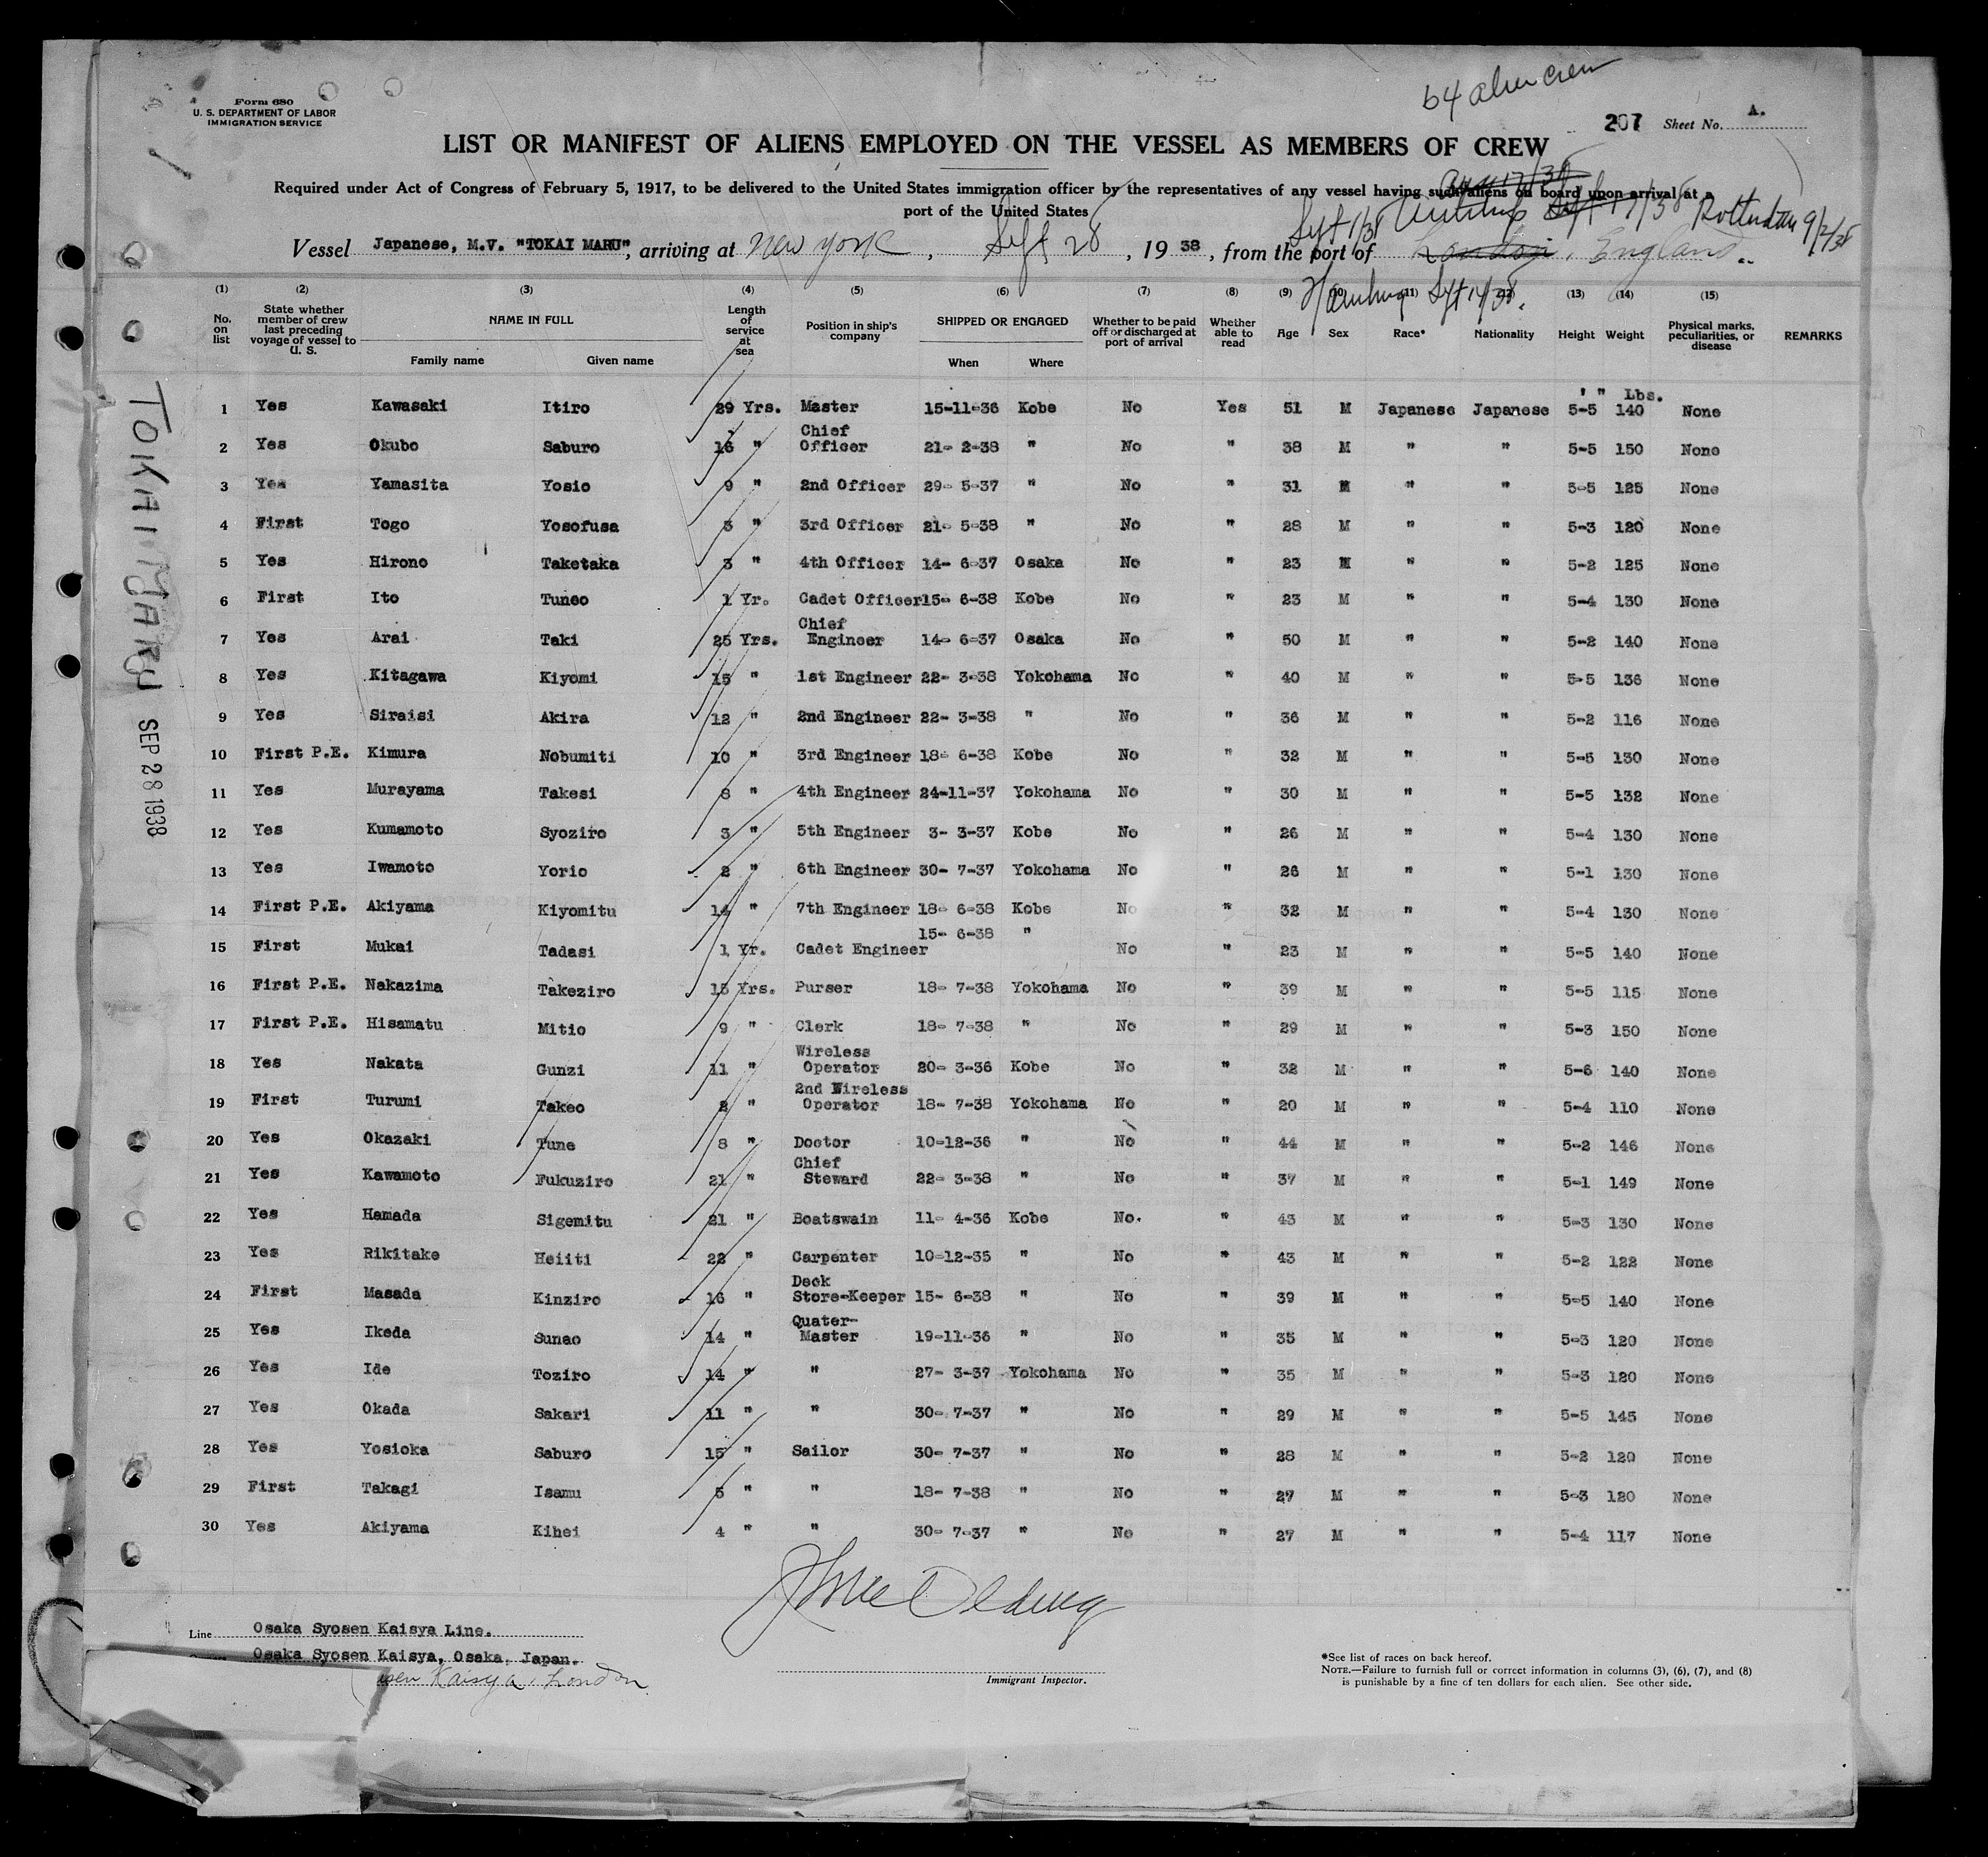 64 alien crew
Form 680
U. S. DEPARTMENT OF LABOR
IMMIGRATION SERVICE
207 Sheet No. A.
LIST OR MANIFEST OF ALIENS EMPLOYED ON THE VESSEL AS MEMBERS OF CREW
Required under Act of Congress of February 5, 1917, to be delivered to the United States immigration officer by the representatives of any vessel having such aliens on board upon arrival at a
port of the United States
Sept 1/38 Rotterdam 9/2/38
Vessel Japanese, M.V. "TOKAI MARU", arriving at New York, Sept 28, 19 38, from the port of London, England.
Hamburg Sept 14/38.
(1) (2) (3) (4) (5) (6) (7) (8) (9) (10) (11) (12) (13) (14) (15)
No. on list State whether member of crew last preceding voyage of vessel to U. S. NAME IN FULL Length of service at sea Position in ship's company SHIPPED OR ENGAGED Whether to be paid off or discharged at port of arrival Whether able to read Age Sex Race* Nationality Height Weight Physical marks, peculiarities, or disease REMARKS
Family name Given name When Where
' " Lbs.
1 Yes Kawasaki Itiro 29 Yrs. Master 15-11-36 Kobe No Yes 51 M Japanese Japanese 5-5 140 None
2 Yes Okubo Saburo 16 " Chief Officer 21- 2-38 " No " 38 M " " 5-5 150 None
3 Yes Yamasita Yosio 9 " 2nd Officer 29- 5-37 " No " 31 M " " 5-5 125 None
4 First Togo Yosofusa " 3rd Officer 21- 5-38 " No " 28 M " " 5-3 120 None
5 Yes Hirono Taketaka 3 " 4th Officer 14- 6-37 Osaka No " 23 M " " 5-2 125 None
6 First Ito Tuneo 1 Yr. Cadet Officer 15- 6-38 Kobe No " 23 M " " 5-4 130 None
7 Yes Arai Taki 25 Yrs. Chief Engineer 14- 6-37 Osaka No " 50 M " " 5-2 140 None
8 Yes Kitagawa Kiyomi 15 " 1st Engineer 22- 3-38 Yokohama No " 40 M " " 5-5 136 None
9 Yes Siraisi Akira 12 " 2nd Engineer 22- 3-38 " No " 36 M " " 5-2 116 None
10 First P.E. Kimura Nobumiti 10 " 3rd Engineer 18- 6-38 Kobe No " 32 M " " 5-5 130 None
11 Yes Murayama Takesi 8 " 4th Engineer 24-11-37 Yokohama No " 30 M " " 5-5 132 None
12 Yes Kumamoto Syoziro 3 " 5th Engineer 3- 3-37 Kobe No " 26 M " " 5-4 130 None
13 Yes Iwamoto Yorio 2 " 6th Engineer 30- 7-37 Yokohama No " 26 M " " 5-1 130 None
14 First P.E. Akiyama Kiyomitu 14 " 7th Engineer 18- 6-38 Kobe No " 32 M " " 5-4 130 None
15 First Mukai Tadasi 1 Yr. Cadet Engineer 15- 6-38 " No " 23 M " " 5-5 140 None
16 First P.E. Nakazima Takeziro 15 Yrs. Purser 18- 7-38 Yokohama No " 39 M " " 5-5 115 None
17 First P.E. Hisamatu Mitio 9 " Clerk 18- 7-38 " No " 29 M " " 5-3 150 None
18 Yes Nakata Gunzi 11 " Wireless Operator 20- 3-36 Kobe No " 32 M " " 5-6 140 None
19 First Turumi Takeo 2 " 2nd Wireless Operator 18- 7-38 Yokohama No " 20 M " " 5-4 110 None
20 Yes Okazaki Tune 8 " Doctor 10-12-36 " No " 44 M " " 5-2 146 None
21 Yes Kawamoto Fukuziro 21 " Chief Steward 22- 3-38 " No " 37 M " " 5-1 149 None
22 Yes Hamada Sigemitu 21 " Boatswain 11- 4-36 Kobe No. " 43 M " " 5-3 130 None
23 Yes Rikitake Heiiti 22 " Carpenter 10-12-35 " No " 43 M " " 5-2 122 None
24 First Masada Kinziro 16 " Deck Store-Keeper 15- 6-38 " No " 39 M " " 5-5 140 None
25 Yes Ikeda Sunao 14 " Quater-Master 19-11-36 " No " 35 M " " 5-3 120 None
26 Yes Ide Toziro 14 " " 27- 3-37 Yokohama No " 35 M " " 5-3 120 None
27 Yes Okada Sakari 11 " " 30- 7-37 " No " 29 M " " 5-5 145 None
28 Yes Yosioka Saburo 15 " Sailor 30- 7-37 " No " 28 M " " 5-2 120 None
29 First Takagi Isamu 5 " " 18- 7-38 " No " 27 M " " 5-3 120 None
30 Yes Akiyama Kihei 4 " " 30- 7-37 " No " 27 M " " 5-4 117 None
TOKAI MARU SEP 28 1938
Line Osaka Syosen Kaisya Line.
Osaka Syosen Kaisya, Osaka, Japan.
Kaisya, London
Immigrant Inspector.
*See list of races on back hereof.
NOTE.—Failure to furnish full or correct information in columns (3), (6), (7), and (8)
is punishable by a fine of ten dollars for each alien. See other side.